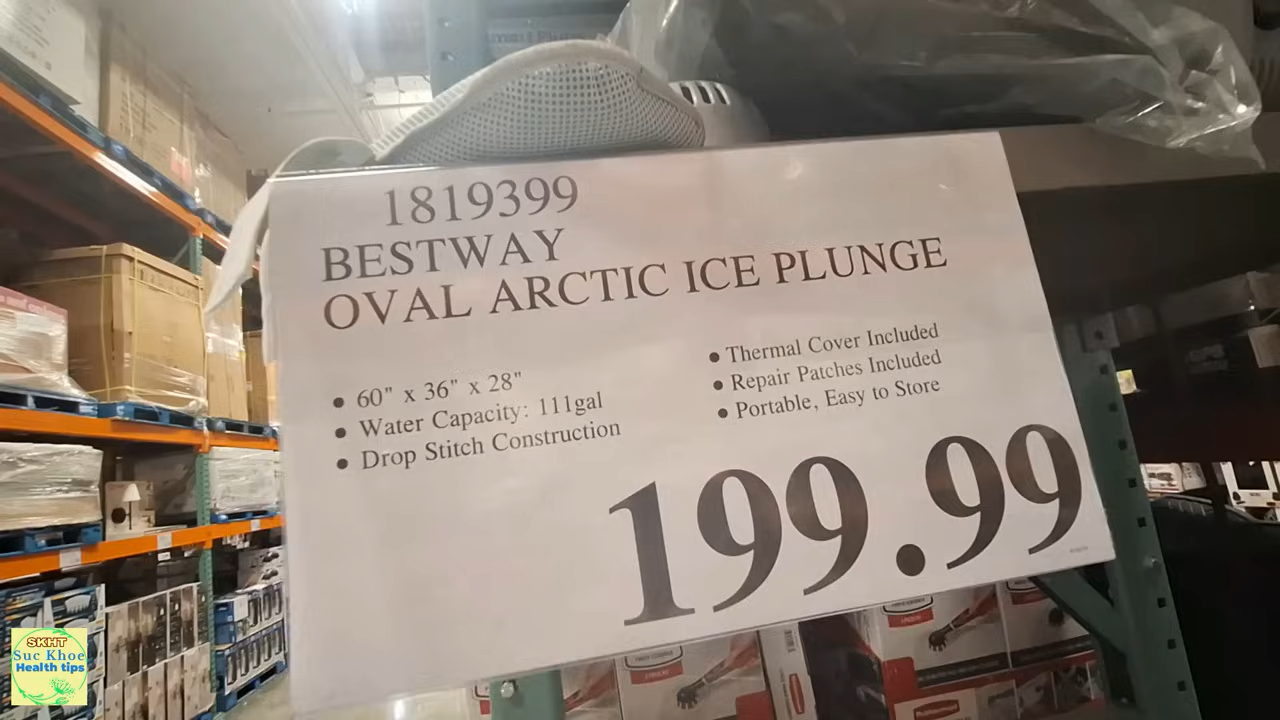 1819399
BESTWAY
OVAL ARCTIC ICE PLUNGE
• 60" x 36" x 28"
• Water Capacity: 111gal
• Drop Stitch Construction
• Thermal Cover Included
• Repair Patches Included
• Portable, Easy to Store
199.99
SKHT
Suc Khoe
Health tips
Rubbermaid